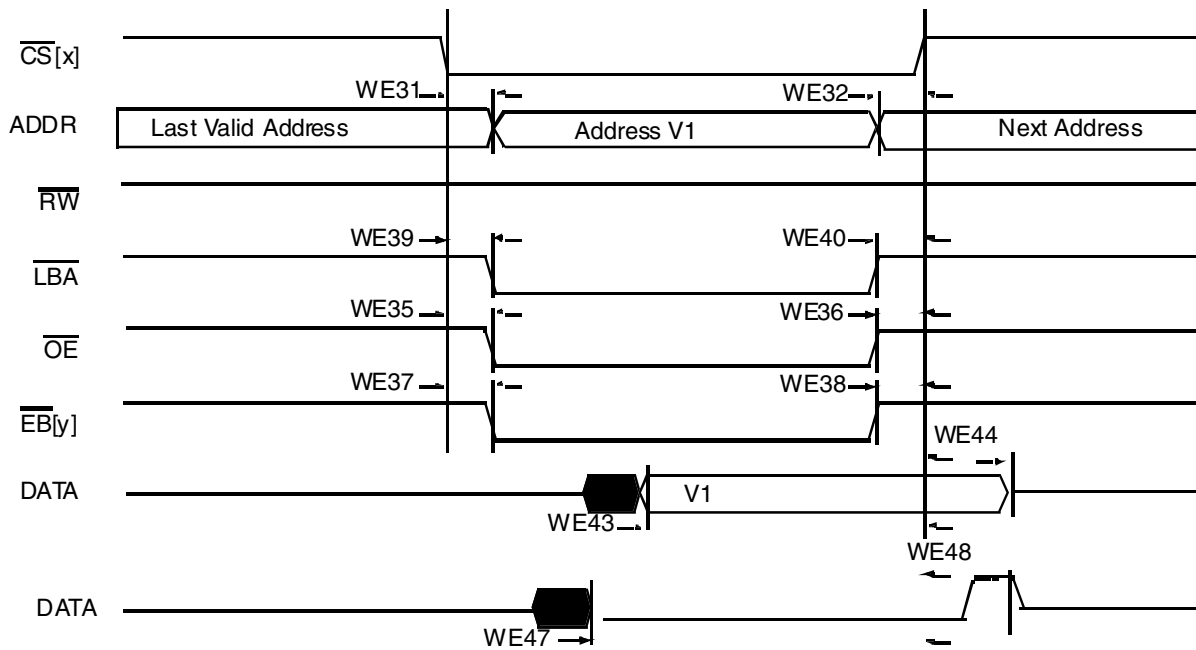 CS[x]
WE31
WE32
ADDR
Last Valid Address
Address V1
Next Address
RW
WE39
WE40
LBA
WE35
WE36
OE
WE37
WE38
EB[y]
WE44
DATA
V1
WE43
WE48
DATA
WE47